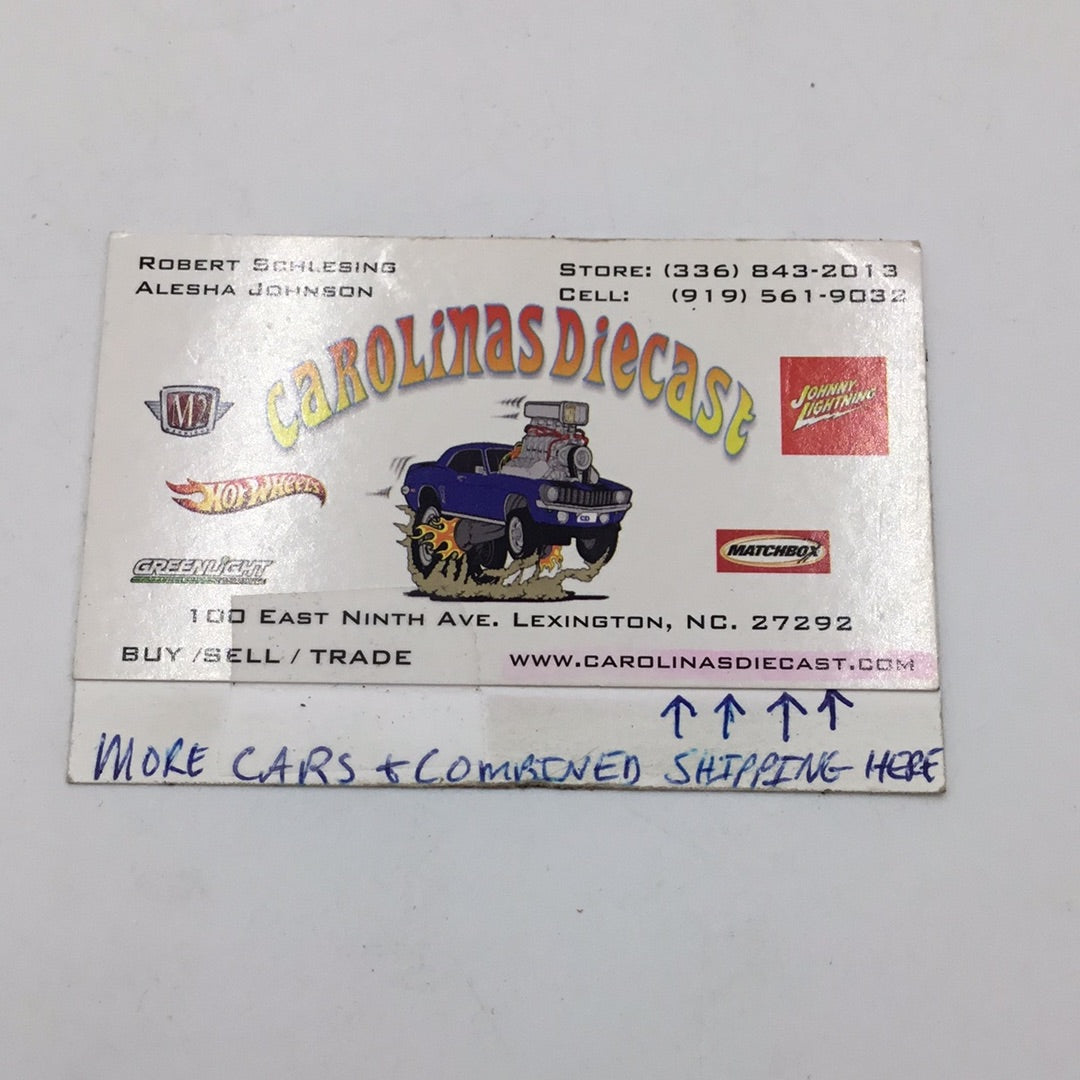 ROBERT SCHLESING
ALESHA JOHNSON
STORE: (336) 843-2013
CELL: (919) 561-9032
CAROLINAS DIECAST
M2
JOHNNY LIGHTNING
HOT WHEELS
CD
MATCHBOX
GREENLIGHT
100 EAST NINTH AVE. LEXINGTON, NC. 27292
BUY /SELL / TRADE
WWW.CAROLINASDIECAST.COM
↑ ↑ ↑ ↑
MORE CARS + COMBINED SHIPPING HERE